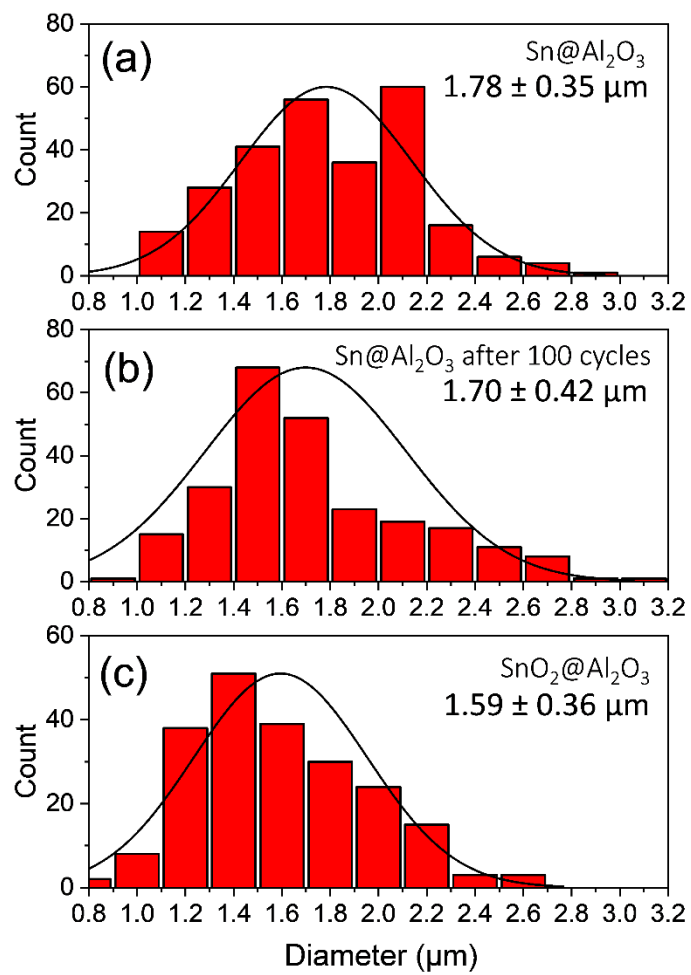 80
(a)
Sn@Al₂O₃
1.78 ± 0.35 µm
60
40
20
0
Count
0.8 1.0 1.2 1.4 1.6 1.8 2.0 2.2 2.4 2.6 2.8 3.0 3.2
80
(b)
Sn@Al₂O₃ after 100 cycles
1.70 ± 0.42 µm
60
40
20
0
Count
0.8 1.0 1.2 1.4 1.6 1.8 2.0 2.2 2.4 2.6 2.8 3.0 3.2
60
(c)
SnO₂@Al₂O₃
1.59 ± 0.36 µm
40
20
0
Count
0.8 1.0 1.2 1.4 1.6 1.8 2.0 2.2 2.4 2.6 2.8 3.0 3.2
Diameter (µm)